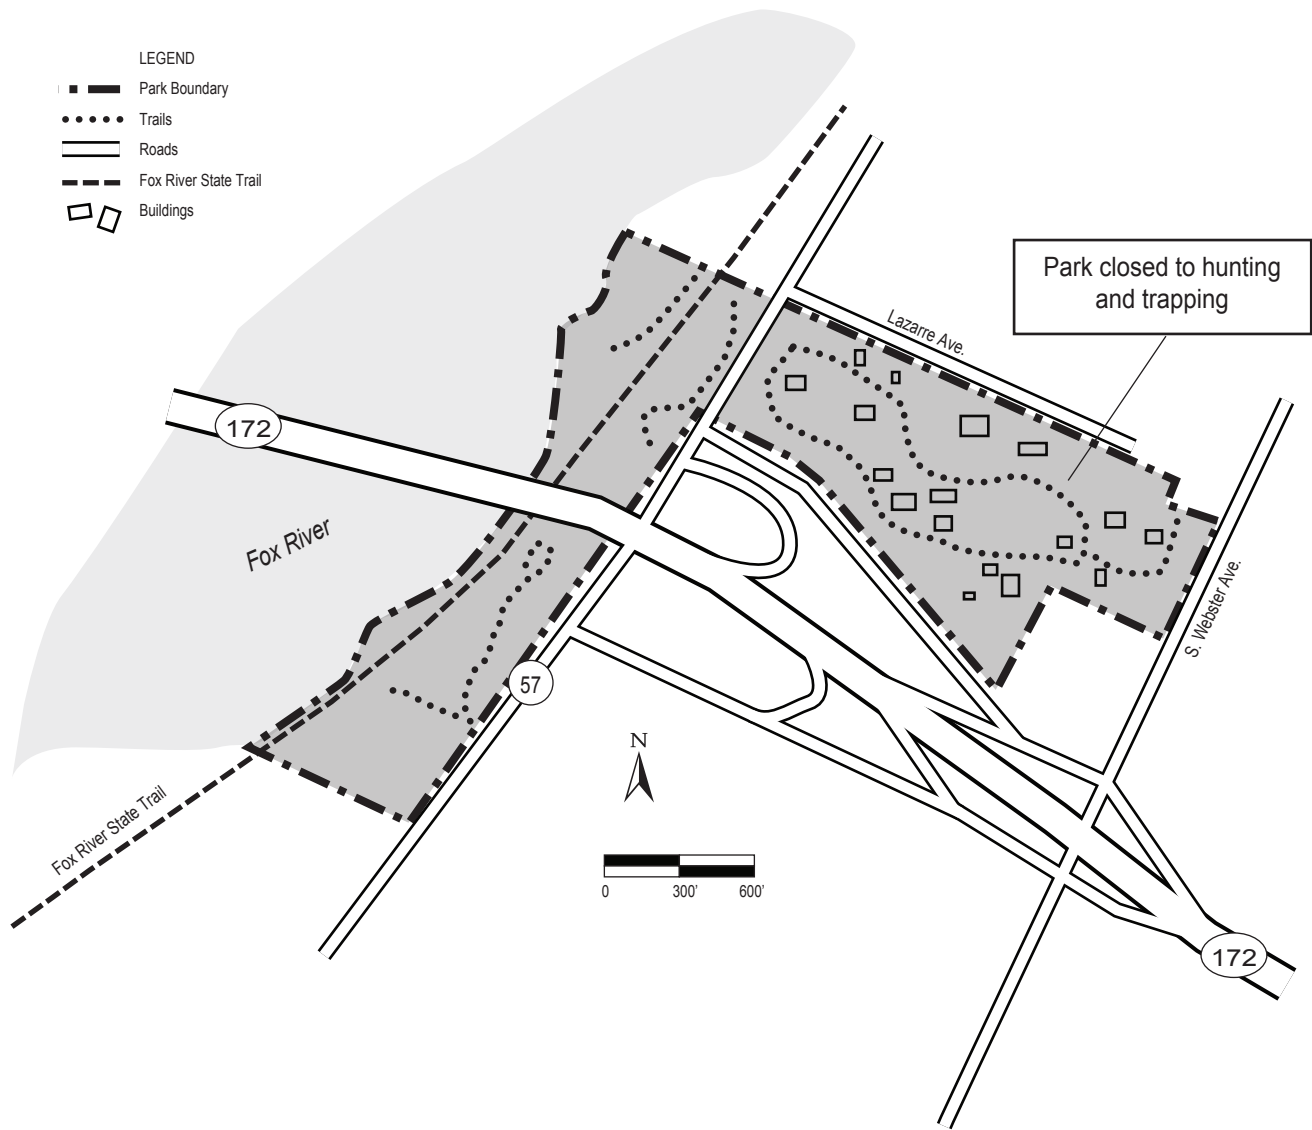 LEGEND
Park Boundary
Trails
Roads
Fox River State Trail
Buildings
Park closed to hunting
and trapping
Lazarre Ave.
172
Fox River
S. Webster Ave.
57
N
Fox River State Trail
0 300' 600'
172